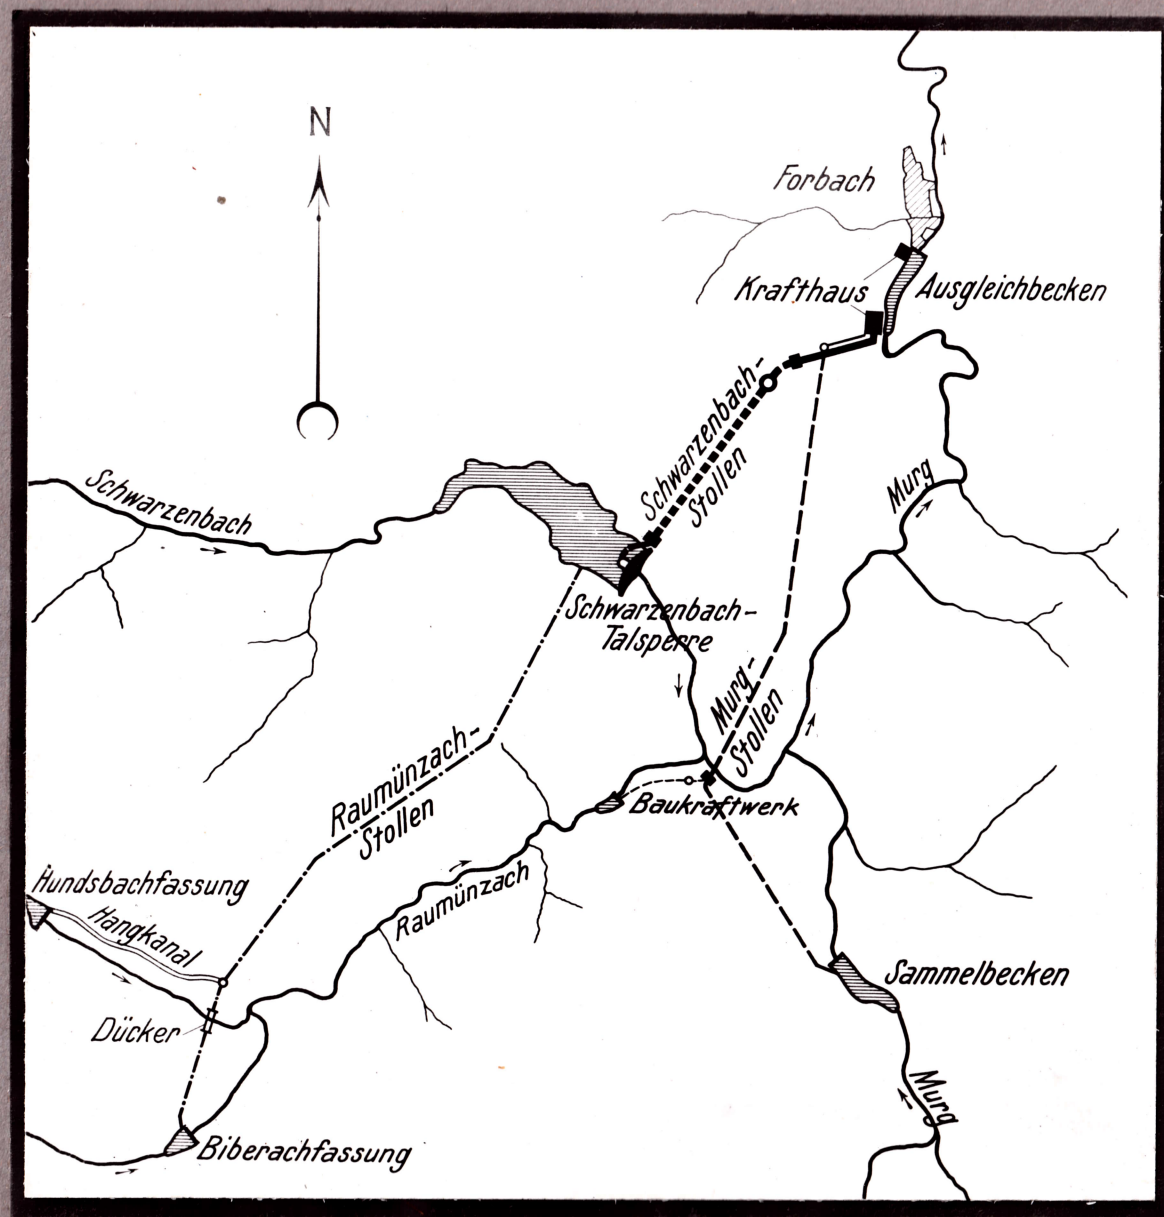 N
Forbach
Krafthaus
Ausgleichbecken
Schwarzenbach-
Stollen
Murg
Schwarzenbach
Schwarzenbach-
Talsperre
Murg-
Stollen
Raumünzach-
Stollen
Baukraftwerk
Hundsbachfassung
Hangkanal
Raumünzach
Sammelbecken
Dücker
Murg
Biberachfassung